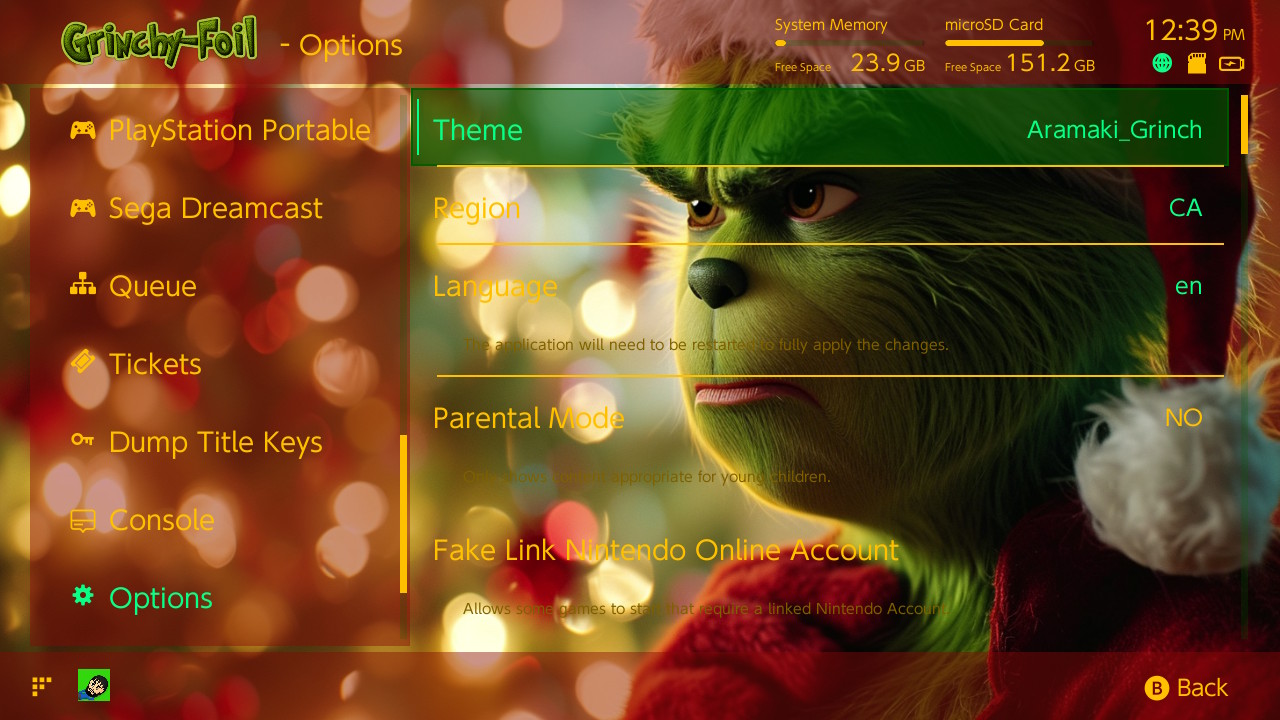 Grinchy-Foil - Options
System Memory
Free Space 23.9 GB
microSD Card
Free Space 151.2 GB
12:39 PM
PlayStation Portable
Sega Dreamcast
Queue
Tickets
Dump Title Keys
Console
Options
Theme Aramaki_Grinch
Region CA
Language en
The application will need to be restarted to fully apply the changes.
Parental Mode NO
Only allows content appropriate for young children.
Fake Link Nintendo Online Account
Allows some games to start that require a linked Nintendo Account.
B Back